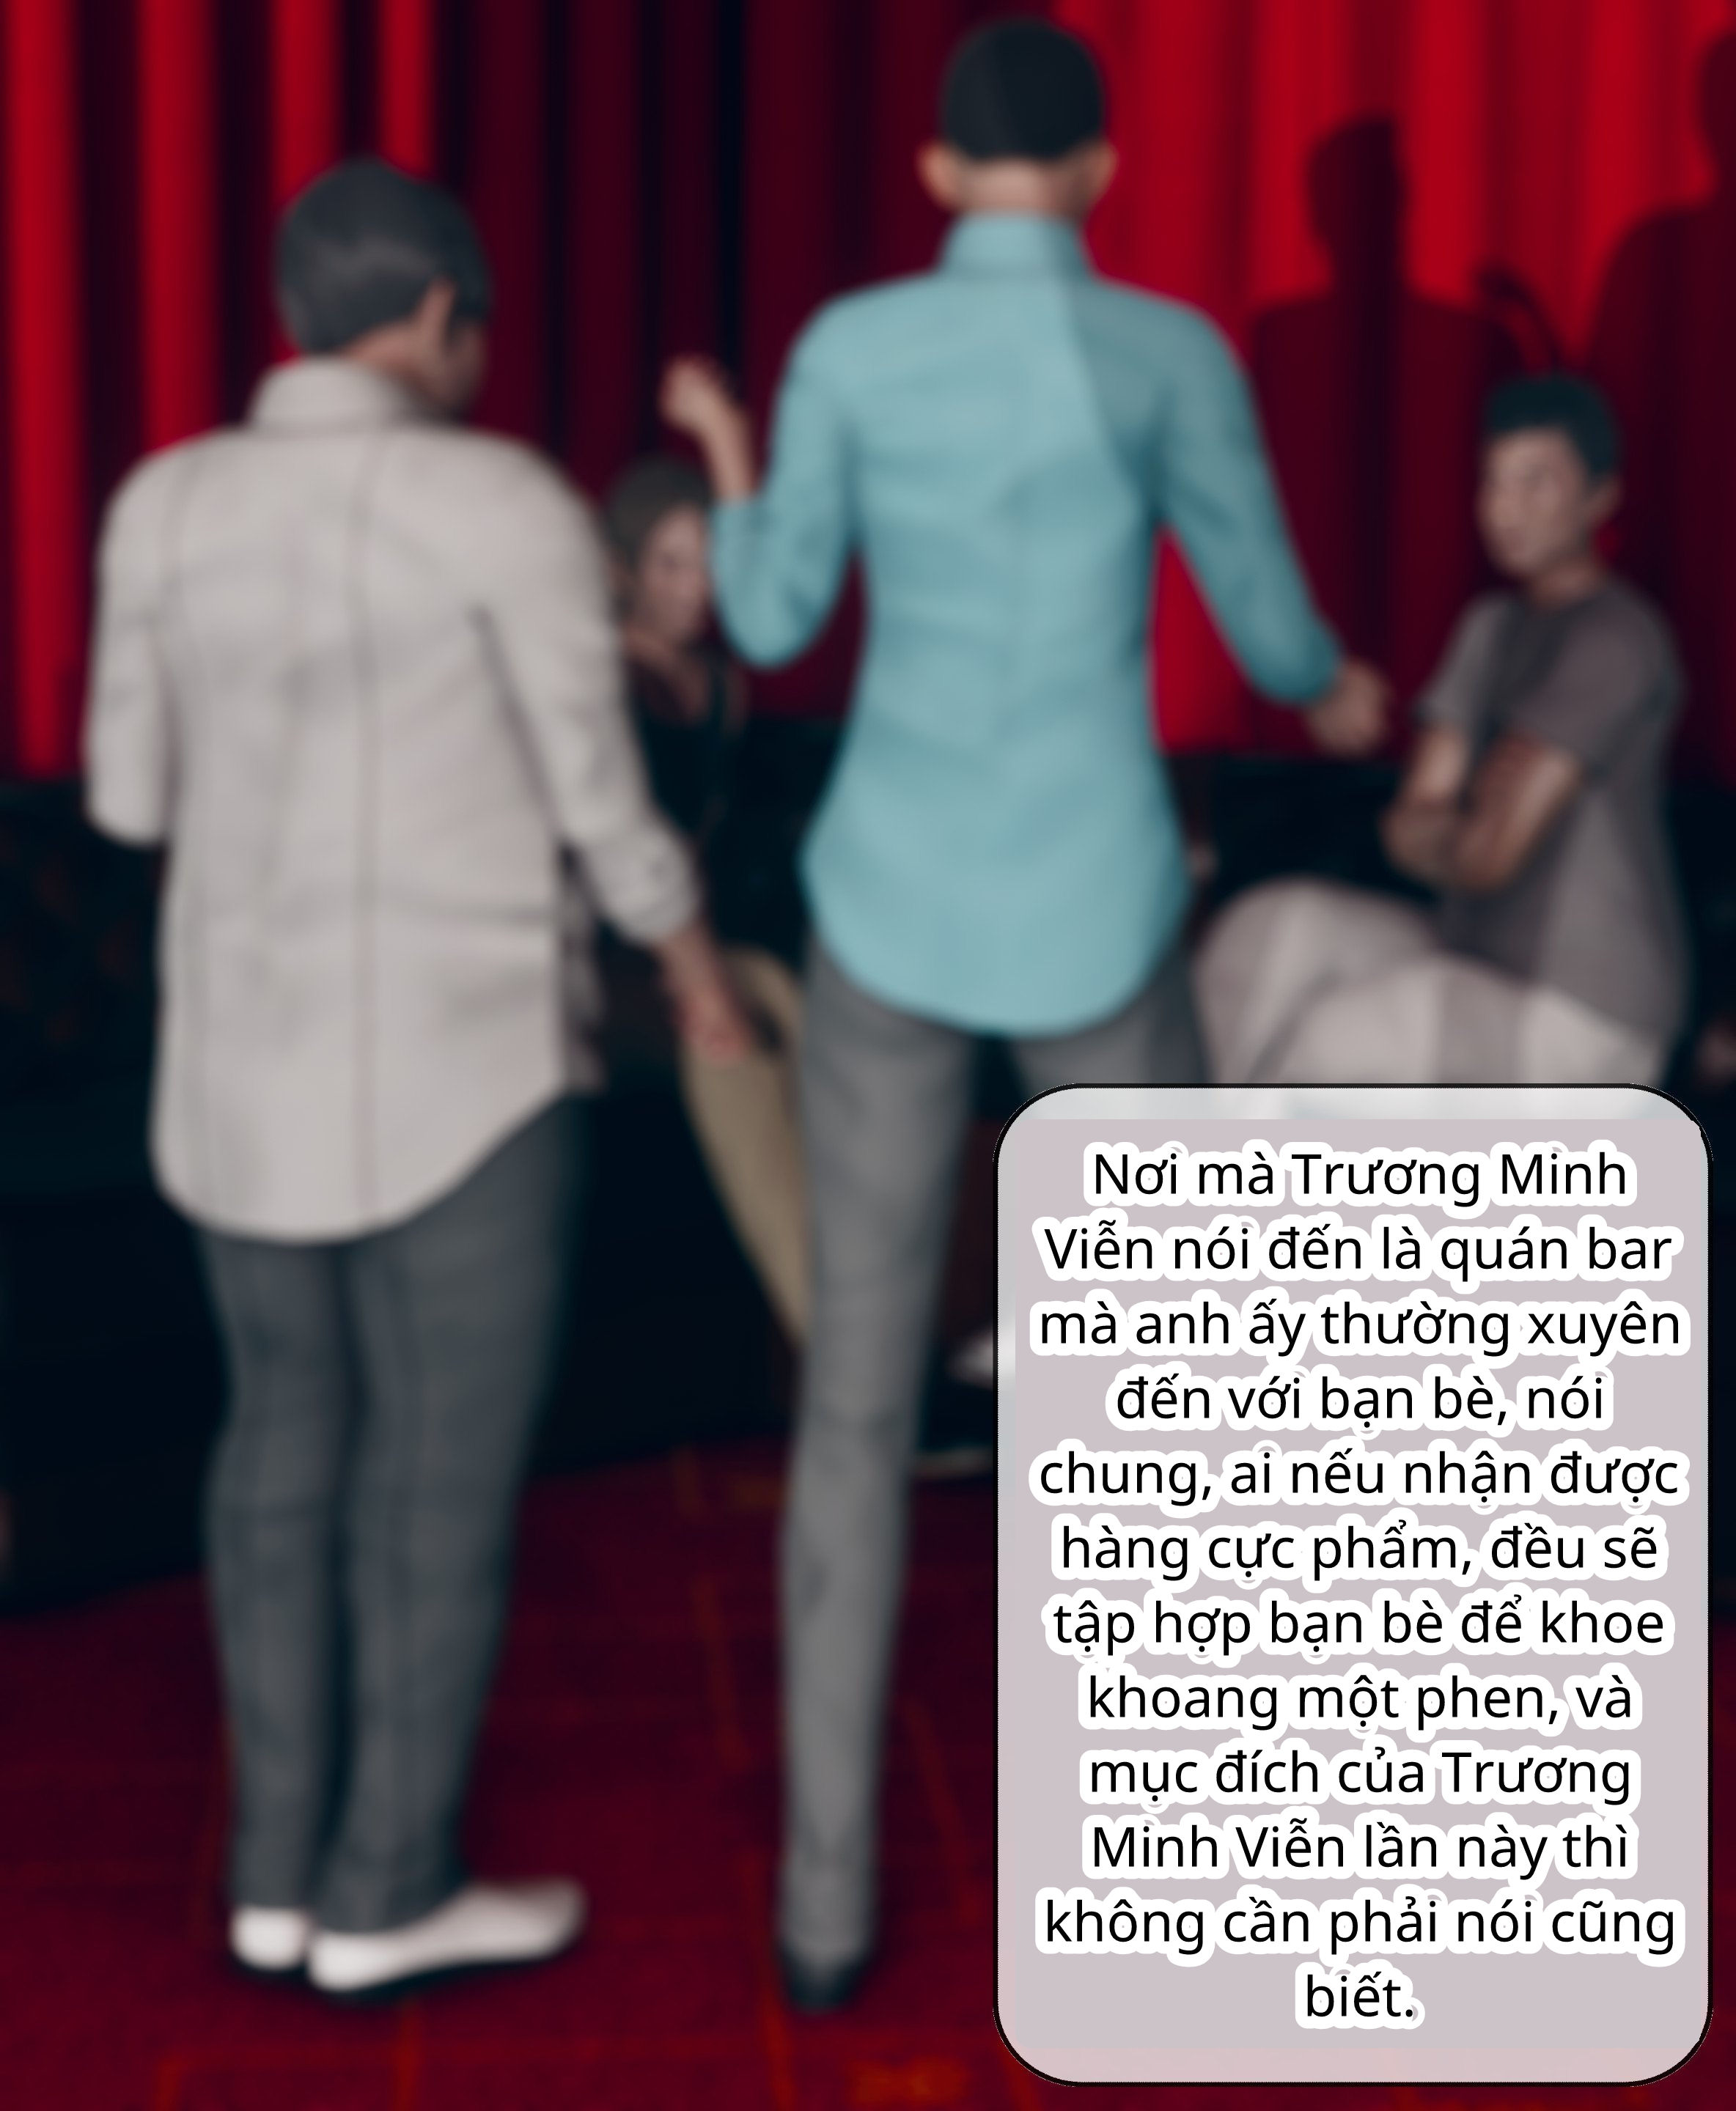 Nơi mà Trương Minh
Viễn nói đến là quán bar
mà anh ấy thường xuyên
đến với bạn bè, nói
chung, ai nếu nhận được
hàng cực phẩm, đều sẽ
tập hợp bạn bè để khoe
khoang một phen, và
mục đích của Trương
Minh Viễn lần này thì
không cần phải nói cũng
biết.